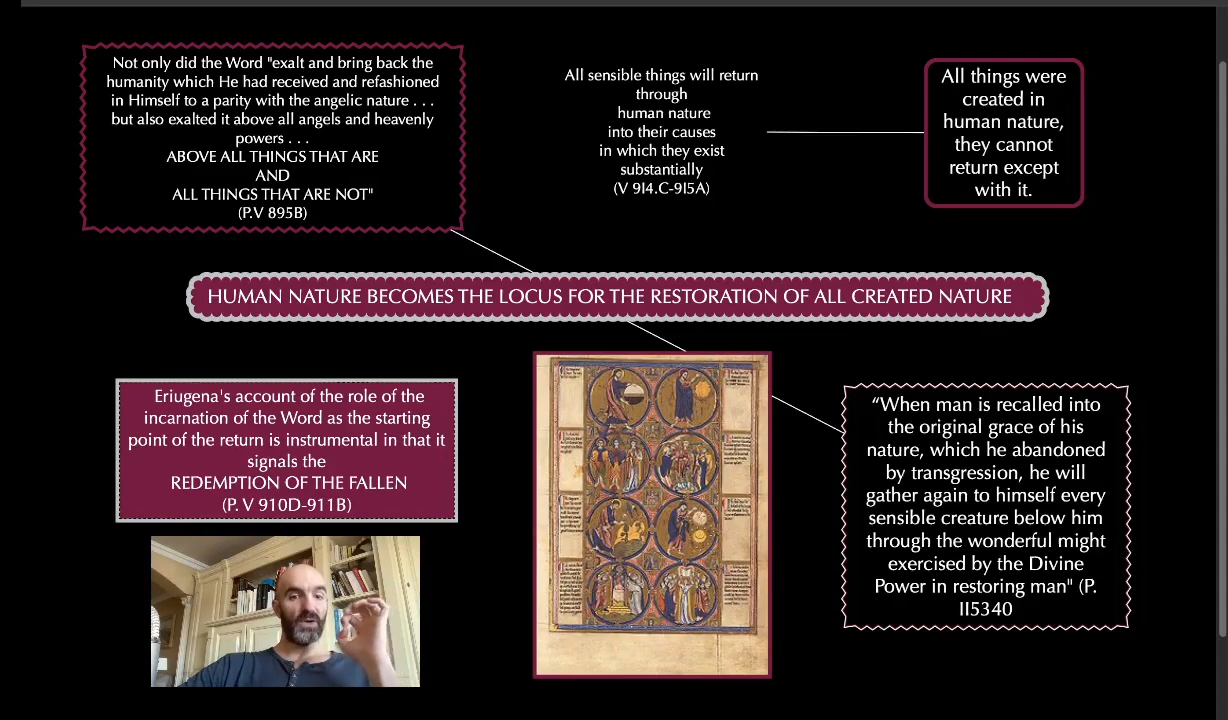 Not only did the Word "exalt and bring back the
humanity which He had received and refashioned
in Himself to a parity with the angelic nature . . .
but also exalted it above all angels and heavenly
powers . . .
ABOVE ALL THINGS THAT ARE
AND
ALL THINGS THAT ARE NOT"
(P.V 895B)
All sensible things will return
through
human nature
into their causes
in which they exist
substantially
(V 9I4.C-9I5A)
All things were
created in
human nature,
they cannot
return except
with it.
HUMAN NATURE BECOMES THE LOCUS FOR THE RESTORATION OF ALL CREATED NATURE
Eriugena's account of the role of the
incarnation of the Word as the starting
point of the return is instrumental in that it
signals the
REDEMPTION OF THE FALLEN
(P. V 910D-911B)
“When man is recalled into
the original grace of his
nature, which he abandoned
by transgression, he will
gather again to himself every
sensible creature below him
through the wonderful might
exercised by the Divine
Power in restoring man" (P.
II5340